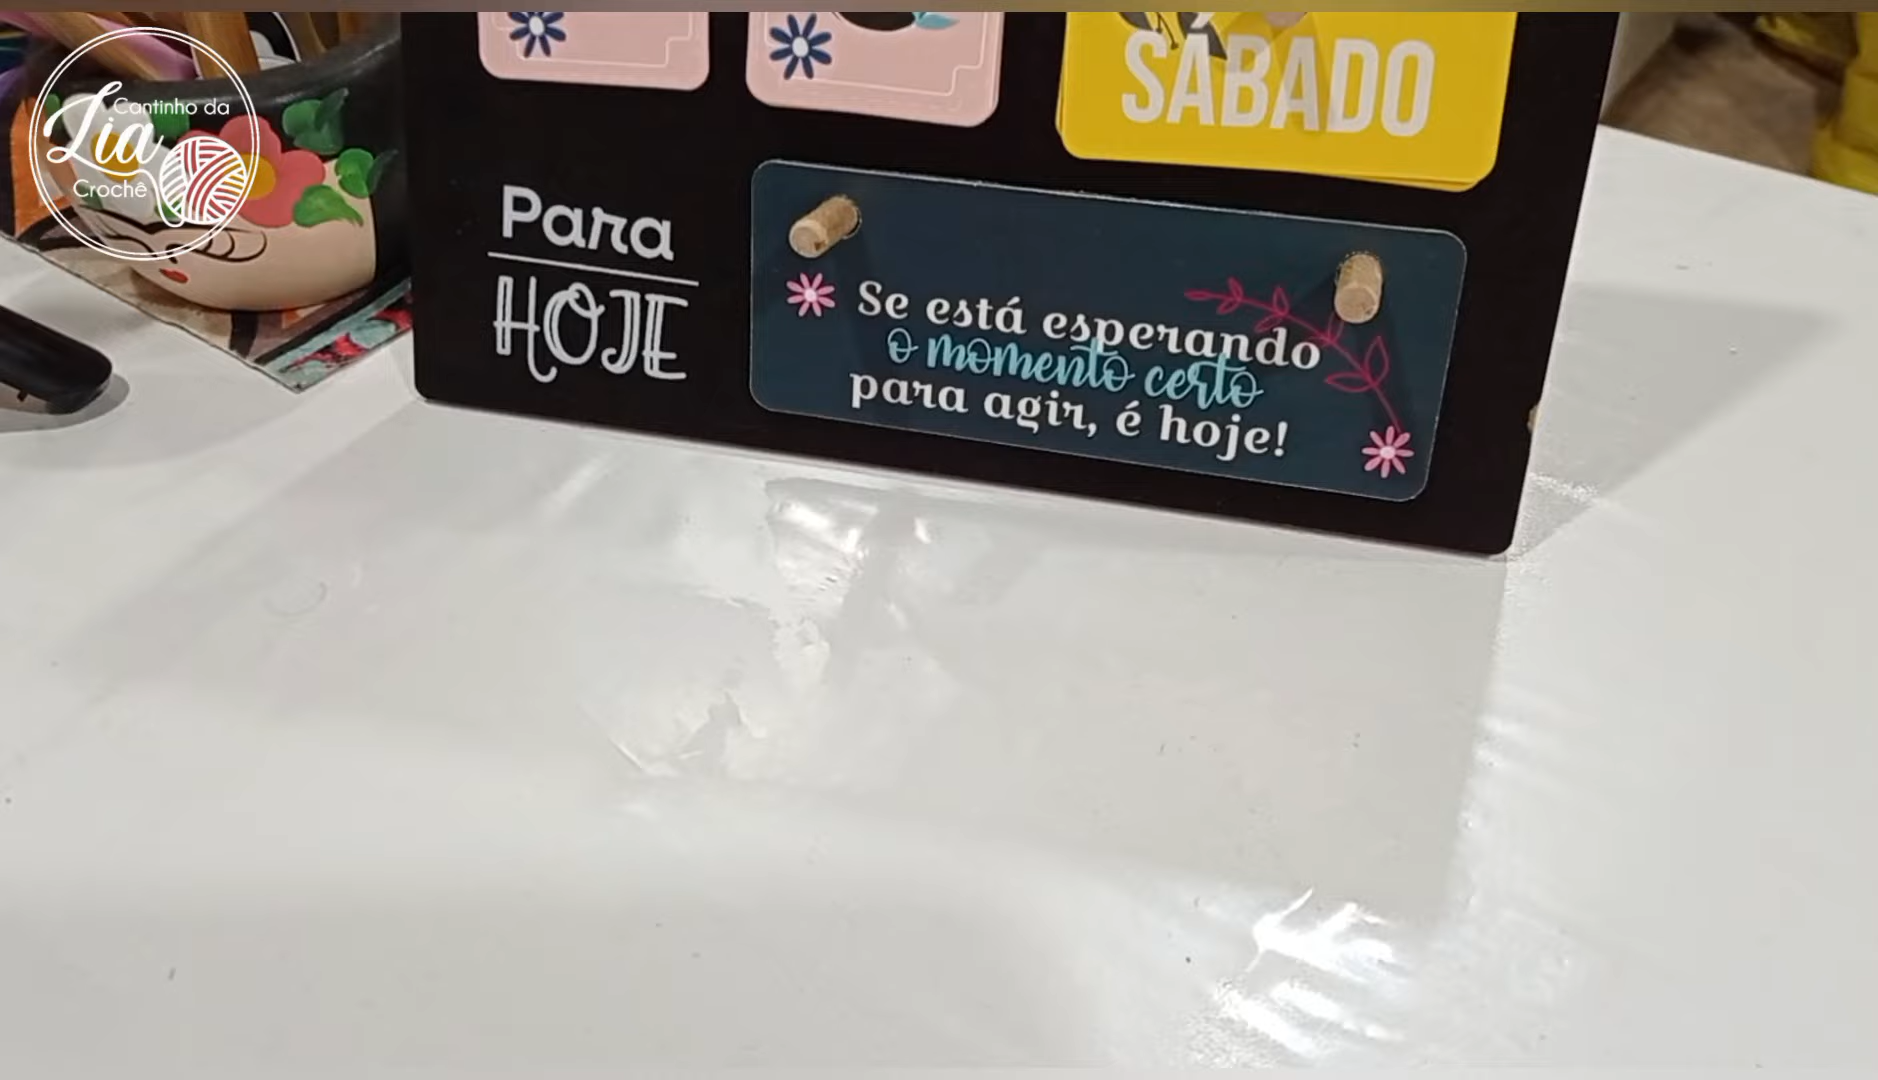 Cantinho da
Lia
Crochê
SÁBADO
Para
HOJE
Se está esperando
o momento certo
para agir, é hoje!